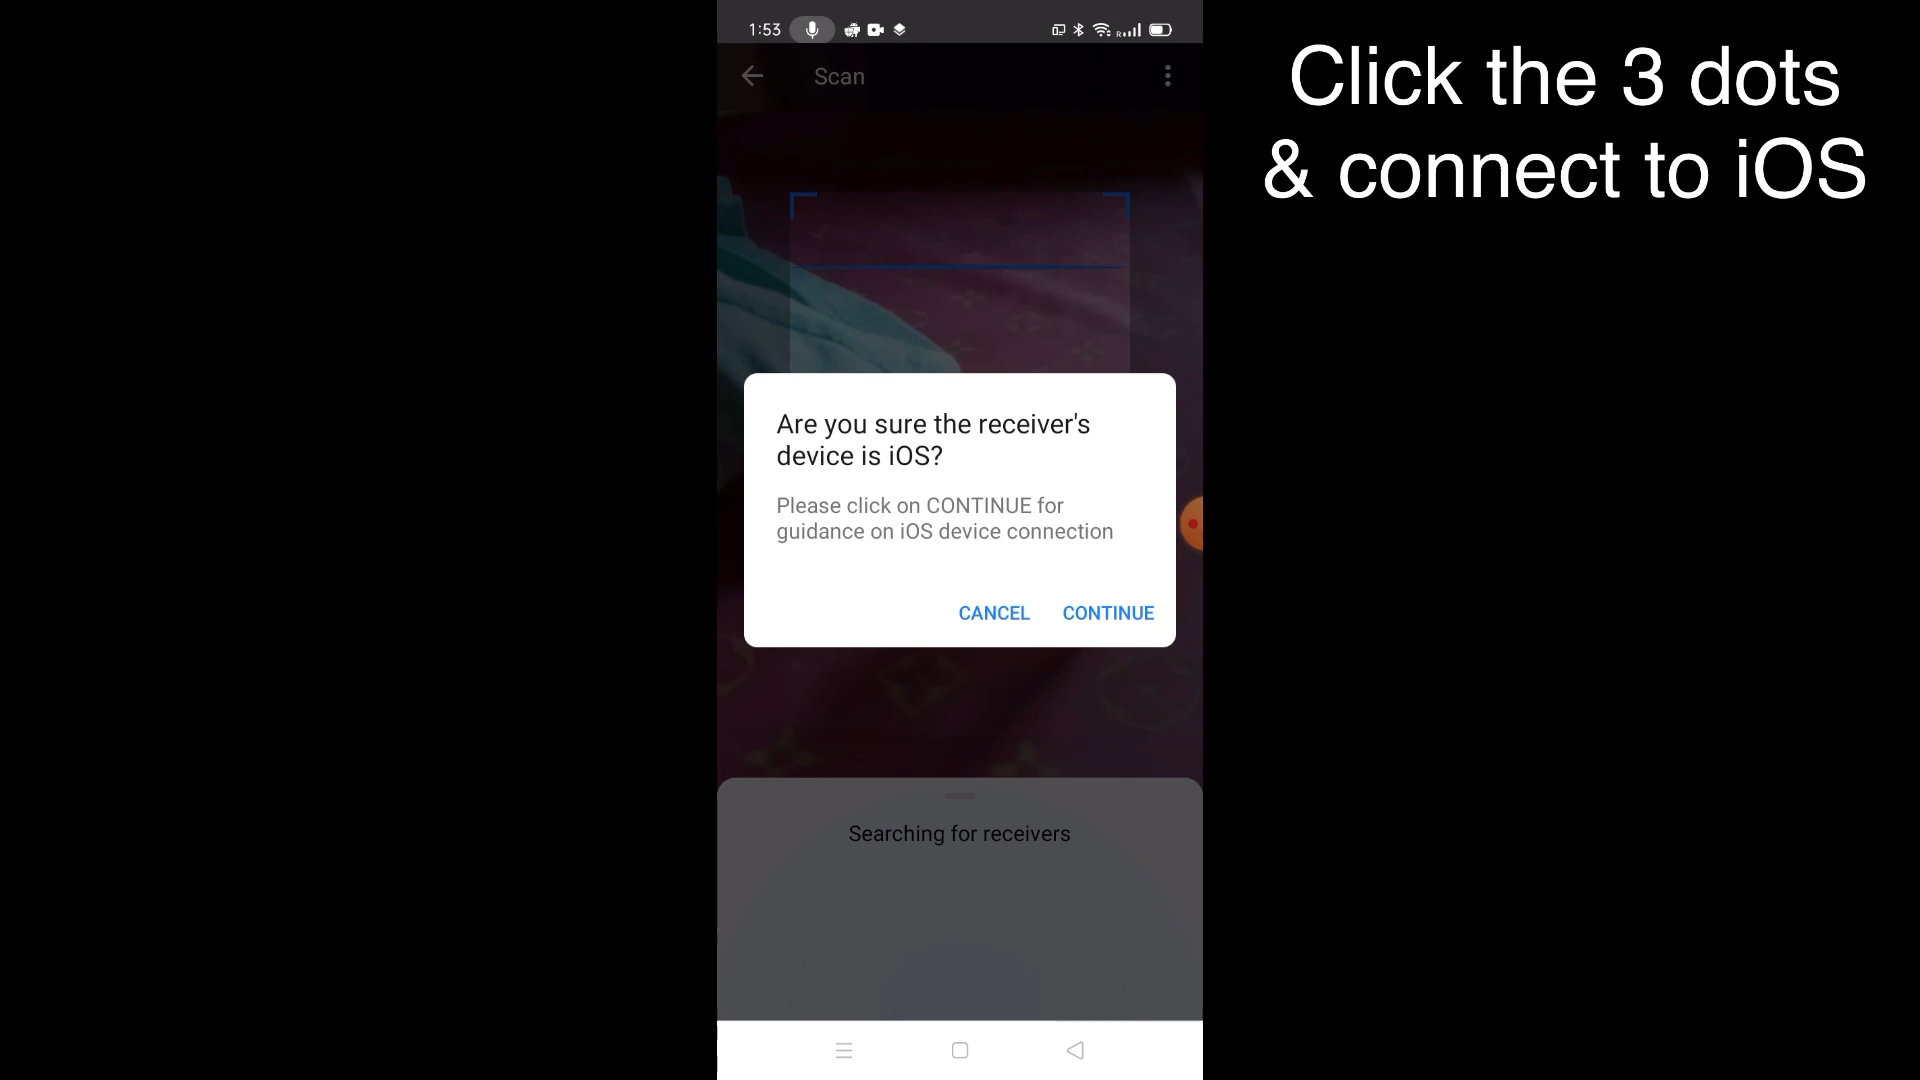 1:53
Scan
Click the 3 dots
& connect to iOS
Are you sure the receiver's
device is iOS?
Please click on CONTINUE for
guidance on iOS device connection
CANCEL CONTINUE
Searching for receivers